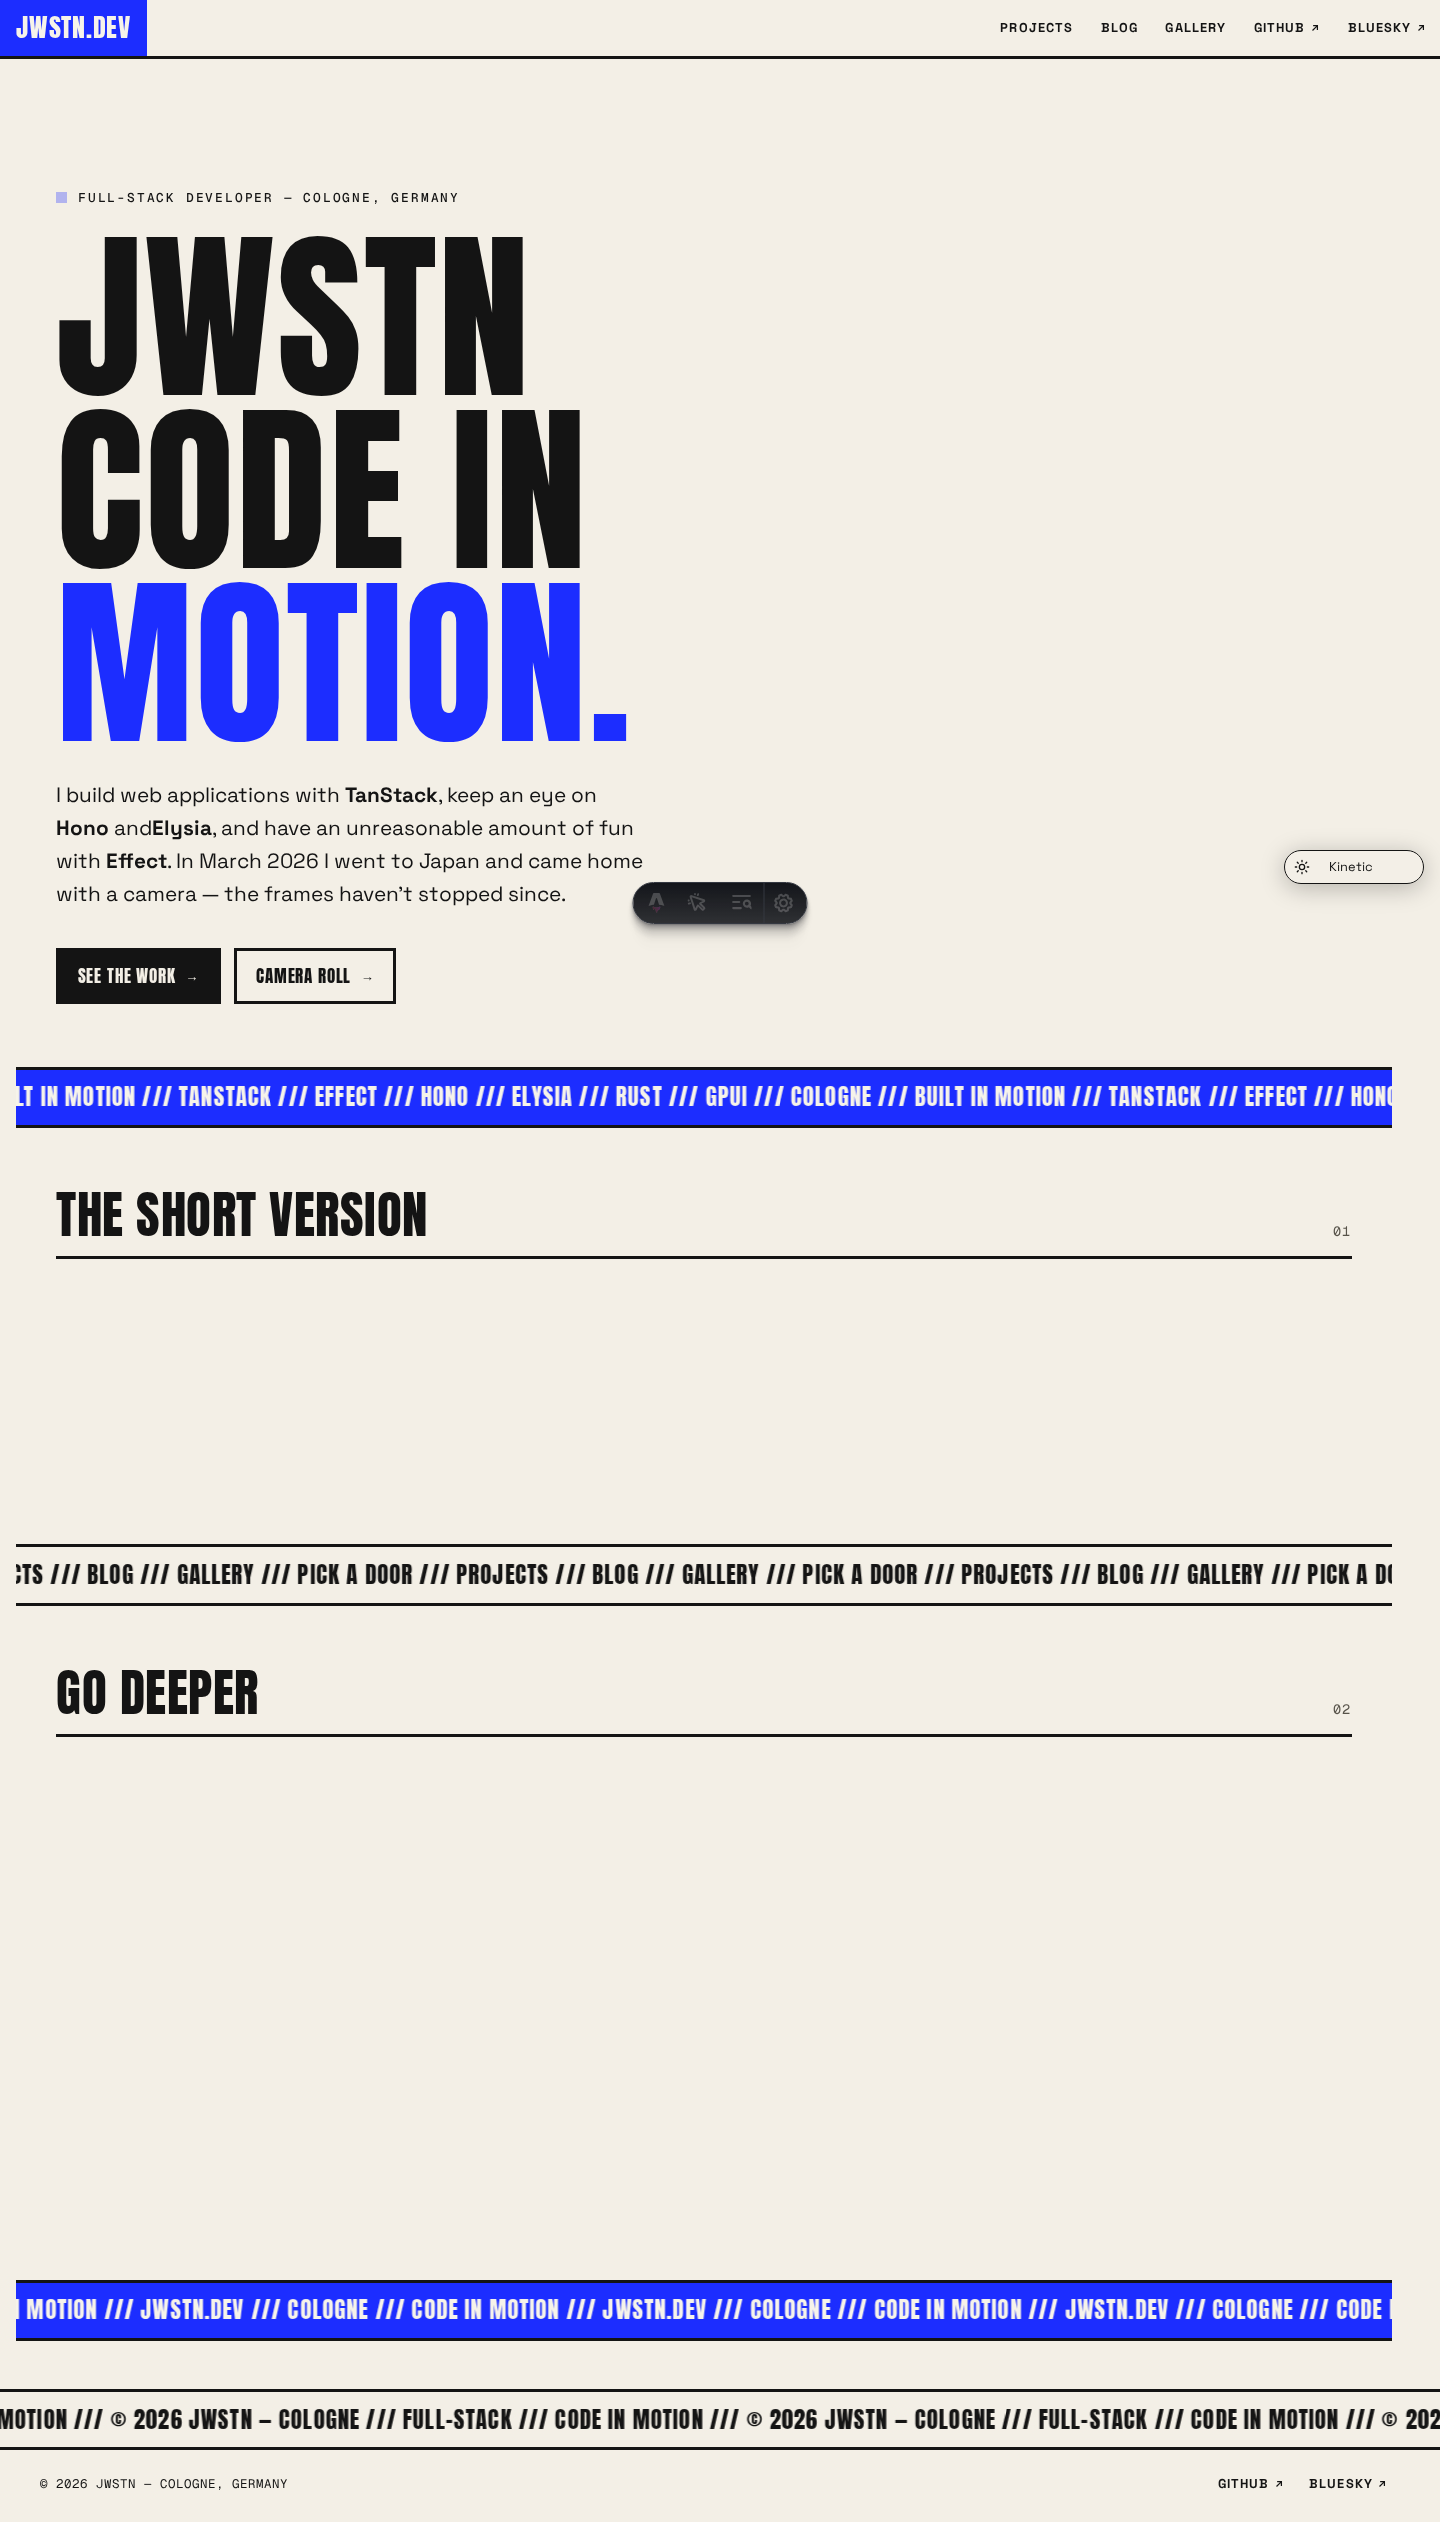 JWSTN.DEV
PROJECTS BLOG GALLERY GITHUB ↗ BLUESKY ↗
FULL-STACK DEVELOPER — COLOGNE, GERMANY
JWSTN
CODE IN
MOTION.
I build web applications with TanStack, keep an eye on
Hono andElysia, and have an unreasonable amount of fun
with Effect. In March 2026 I went to Japan and came home
with a camera — the frames haven't stopped since.
Kinetic
SEE THE WORK → CAMERA ROLL →
LT IN MOTION /// TANSTACK /// EFFECT /// HONO /// ELYSIA /// RUST /// GPUI /// COLOGNE /// BUILT IN MOTION /// TANSTACK /// EFFECT /// HONO
THE SHORT VERSION
01
CTS /// BLOG /// GALLERY /// PICK A DOOR /// PROJECTS /// BLOG /// GALLERY /// PICK A DOOR /// PROJECTS /// BLOG /// GALLERY /// PICK A DO
GO DEEPER
02
N MOTION /// JWSTN.DEV /// COLOGNE /// CODE IN MOTION /// JWSTN.DEV /// COLOGNE /// CODE IN MOTION /// JWSTN.DEV /// COLOGNE /// CODE I
MOTION /// © 2026 JWSTN — COLOGNE /// FULL-STACK /// CODE IN MOTION /// © 2026 JWSTN — COLOGNE /// FULL-STACK /// CODE IN MOTION /// © 202
© 2026 JWSTN — COLOGNE, GERMANY
GITHUB ↗ BLUESKY ↗